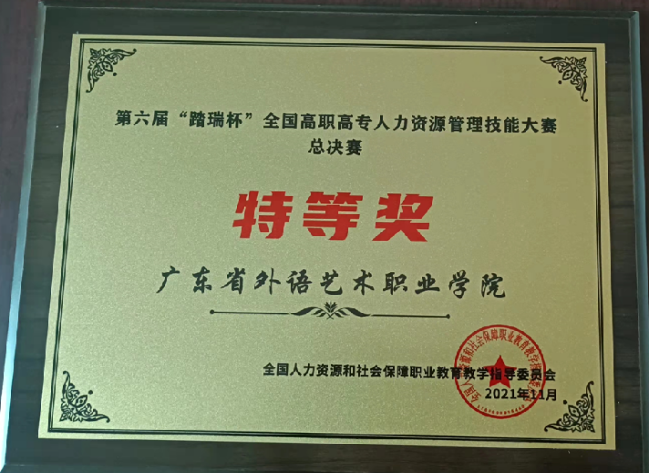 第六届“踏瑞杯”全国高职高专人力资源管理技能大赛
总决赛
特等奖
广东省外语艺术职业学院
全国人力资源和社会保障职业教育教学指导委员会
2021年11月